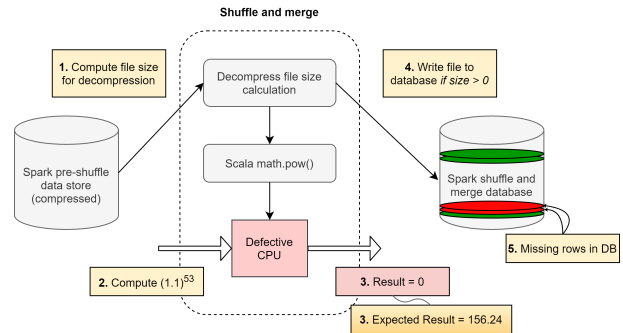 Shuffle and merge
1. Compute file size
for decompression
Decompress file size
calculation
4. Write file to
database if size > 0
Spark pre-shuffle
data store
(compressed)
Scala math.pow()
Spark shuffle and
merge database
Defective
CPU
5. Missing rows in DB
2. Compute (1.1)⁵³
3. Result = 0
3. Expected Result = 156.24